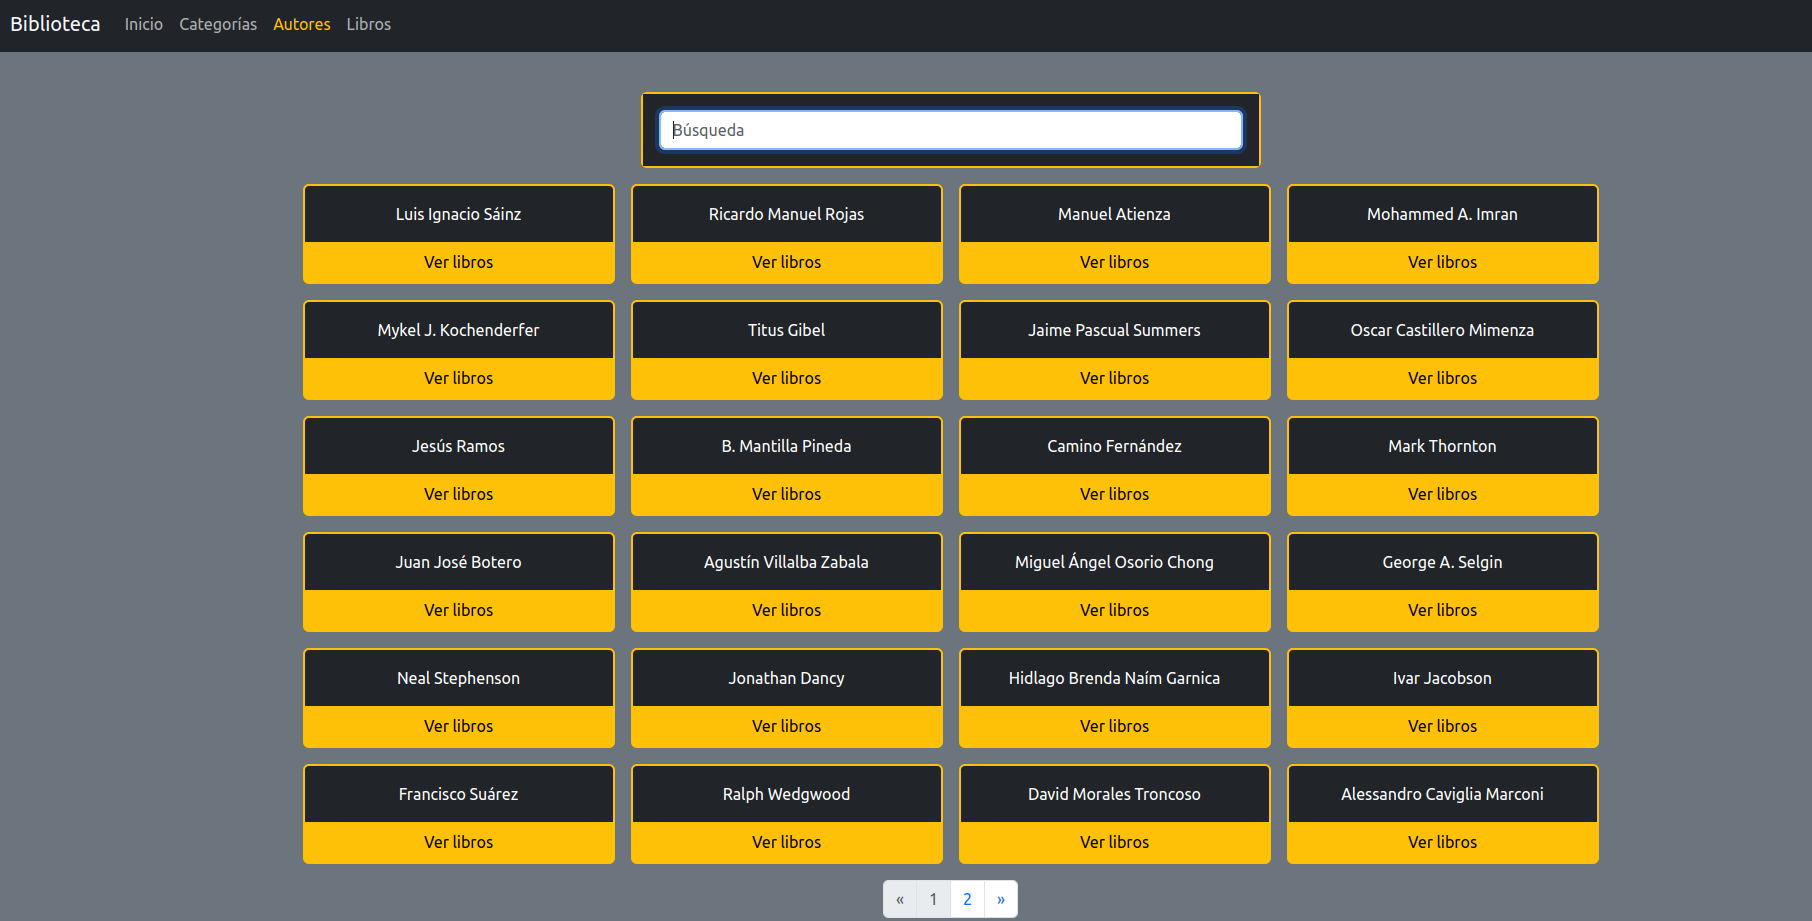 Biblioteca Inicio Categorías Autores Libros
Búsqueda
Luis Ignacio Sáinz
Ver libros
Ricardo Manuel Rojas
Ver libros
Manuel Atienza
Ver libros
Mohammed A. Imran
Ver libros
Mykel J. Kochenderfer
Ver libros
Titus Gibel
Ver libros
Jaime Pascual Summers
Ver libros
Oscar Castillero Mimenza
Ver libros
Jesús Ramos
Ver libros
B. Mantilla Pineda
Ver libros
Camino Fernández
Ver libros
Mark Thornton
Ver libros
Juan José Botero
Ver libros
Agustín Villalba Zabala
Ver libros
Miguel Ángel Osorio Chong
Ver libros
George A. Selgin
Ver libros
Neal Stephenson
Ver libros
Jonathan Dancy
Ver libros
Hidlago Brenda Naím Garnica
Ver libros
Ivar Jacobson
Ver libros
Francisco Suárez
Ver libros
Ralph Wedgwood
Ver libros
David Morales Troncoso
Ver libros
Alessandro Caviglia Marconi
Ver libros
« 1 2 »